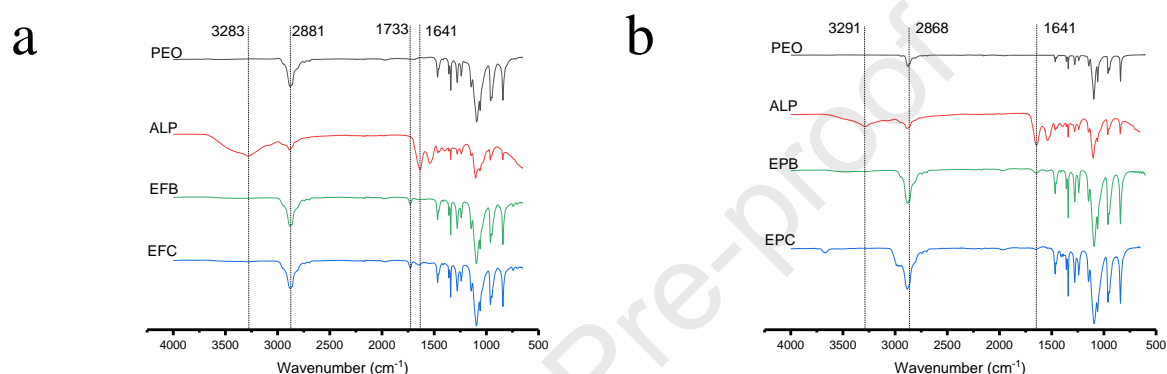 a
3283 2881 1733 1641
PEO
ALP
EFB
EFC
4000 3500 3000 2500 2000 1500 1000 500
Wavenumber (cm⁻¹)
b
3291 2868 1641
PEO
ALP
EPB
EPC
4000 3500 3000 2500 2000 1500 1000 500
Wavenumber (cm⁻¹)
Pre-proof